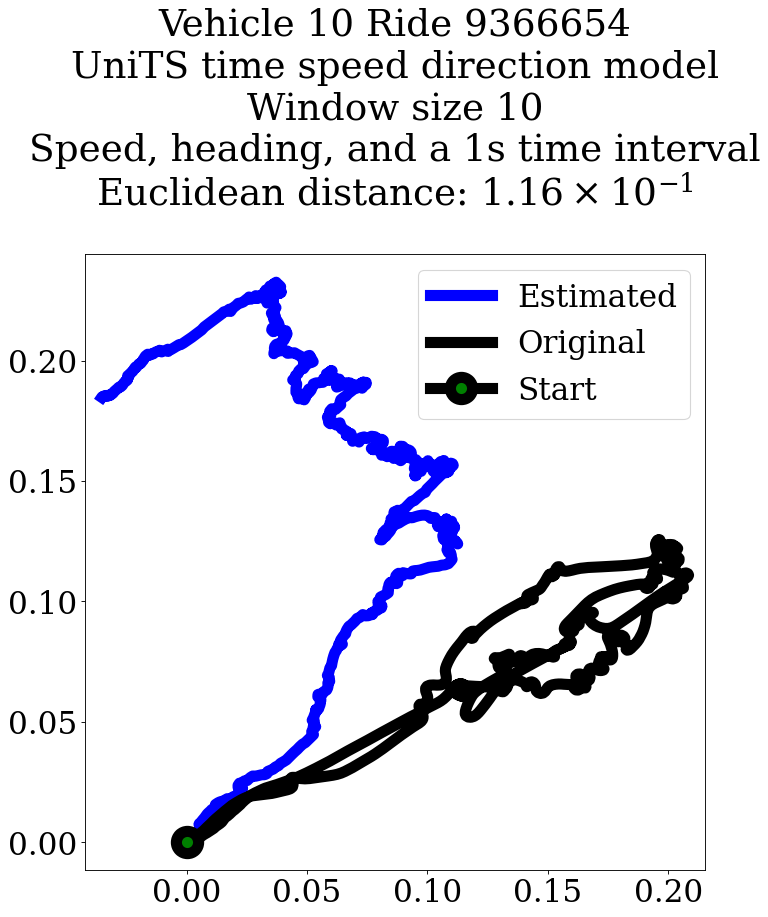 Vehicle 10 Ride 9366654
UniTS time speed direction model
Window size 10
Speed, heading, and a 1s time interval
Euclidean distance: 1.16 × 10⁻¹
Estimated
Original
Start
0.20
0.15
0.10
0.05
0.00
0.00 0.05 0.10 0.15 0.20